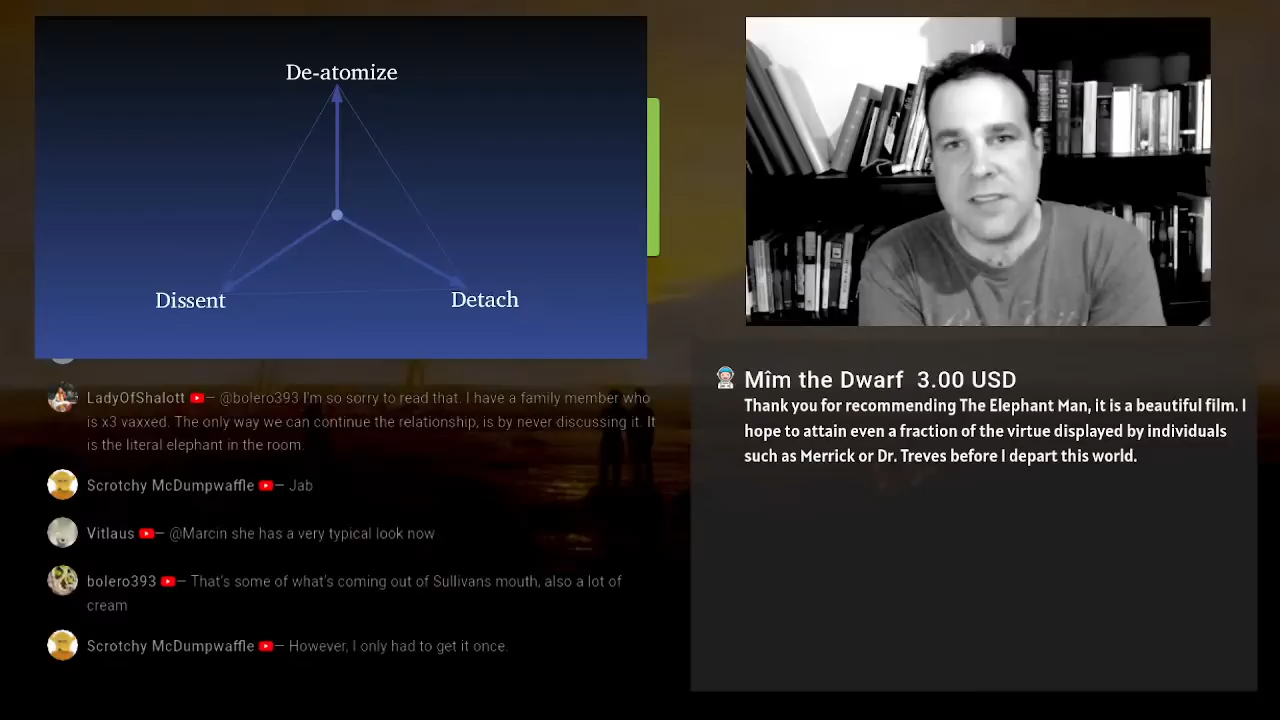 De-atomize
Dissent
Detach
LadyOfShalott — @bolero393 I'm so sorry to read that. I have a family member who
is x3 vaxxed. The only way we can continue the relationship, is by never discussing it. It
is the literal elephant in the room.
Scrotchy McDumpwaffle — Jab
Vitlaus — @Marcin she has a very typical look now
bolero393 — That's some of what's coming out of Sullivans mouth, also a lot of
cream
Scrotchy McDumpwaffle — However, I only had to get it once.
Mîm the Dwarf 3.00 USD
Thank you for recommending The Elephant Man, it is a beautiful film. I
hope to attain even a fraction of the virtue displayed by individuals
such as Merrick or Dr. Treves before I depart this world.